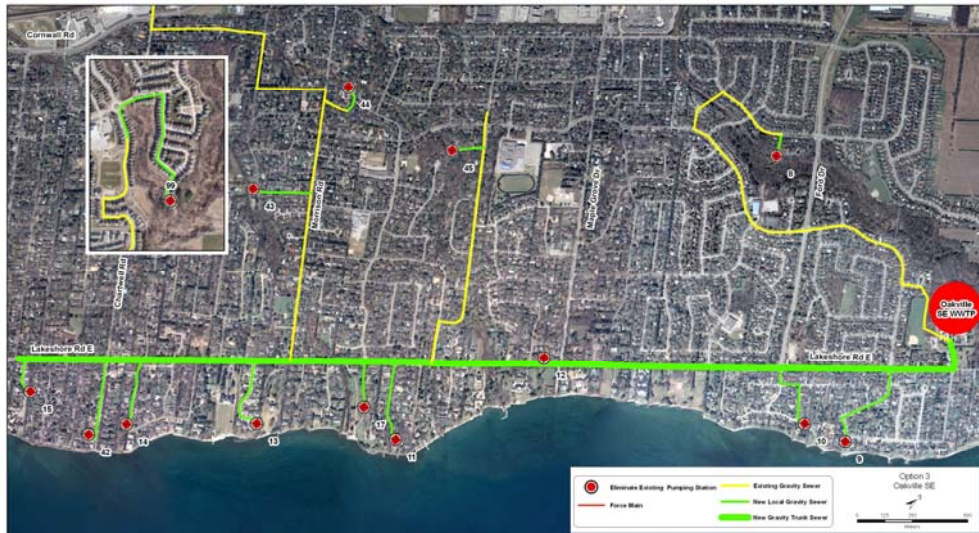 Cornwall Rd
44
98
43
45
8
Morrison Rd
Maple Grove Dr
Ford Dr
Chartwell Rd
Oakville
SE WWTP
Lakeshore Rd E
Lakeshore Rd E
12
15
42
14
13
17
11
10
9
Eliminate Existing Pumping Station
Force Main
Existing Gravity Sewer
New Local Gravity Sewer
New Gravity Trunk Sewer
Option 3
Oakville SE
0
Meters